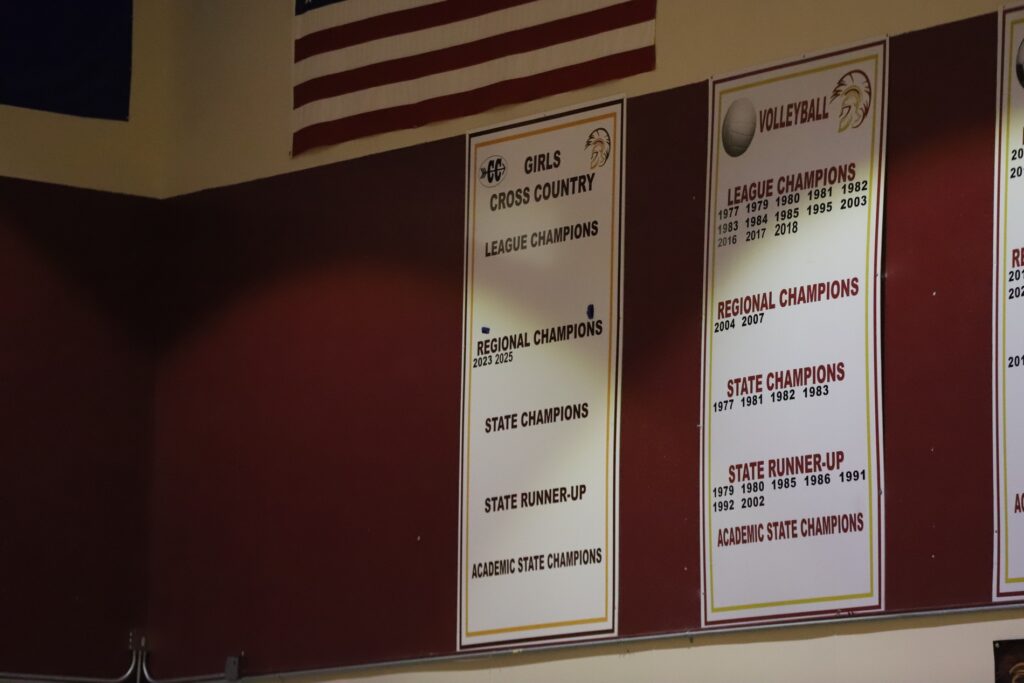 CC
GIRLS
CROSS COUNTRY
LEAGUE CHAMPIONS
REGIONAL CHAMPIONS
2023 2025
STATE CHAMPIONS
STATE RUNNER-UP
ACADEMIC STATE CHAMPIONS
VOLLEYBALL
LEAGUE CHAMPIONS
1977 1979 1980 1981 1982
1983 1984 1985 1995 2003
2016 2017 2018
REGIONAL CHAMPIONS
2004 2007
STATE CHAMPIONS
1977 1981 1982 1983
STATE RUNNER-UP
1979 1980 1985 1986 1991
1992 2002
ACADEMIC STATE CHAMPIONS